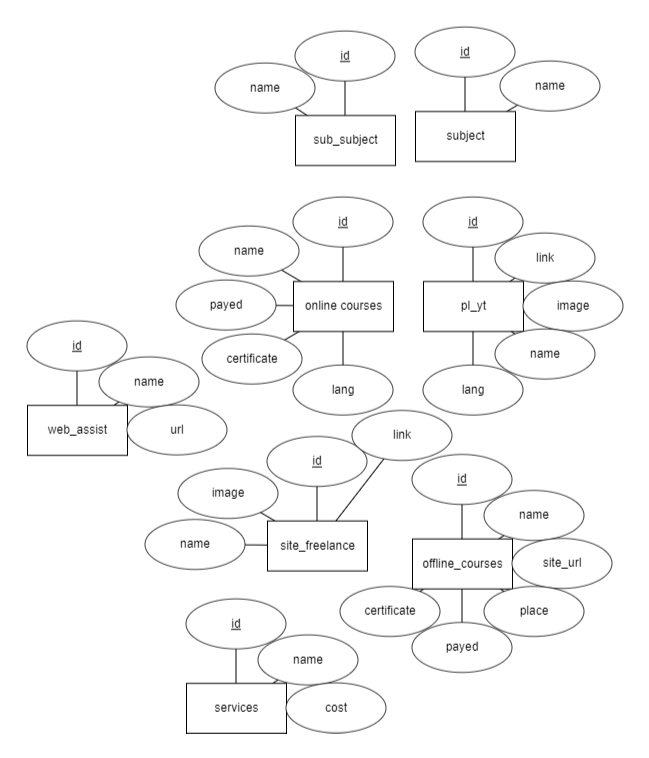 id
name
sub_subject
id
name
subject
id
name
payed
certificate
online courses
lang
id
link
image
name
pl_yt
lang
id
name
web_assist
url
id
link
image
name
site_freelance
id
name
offline_courses
site_url
certificate
place
payed
id
name
services
cost